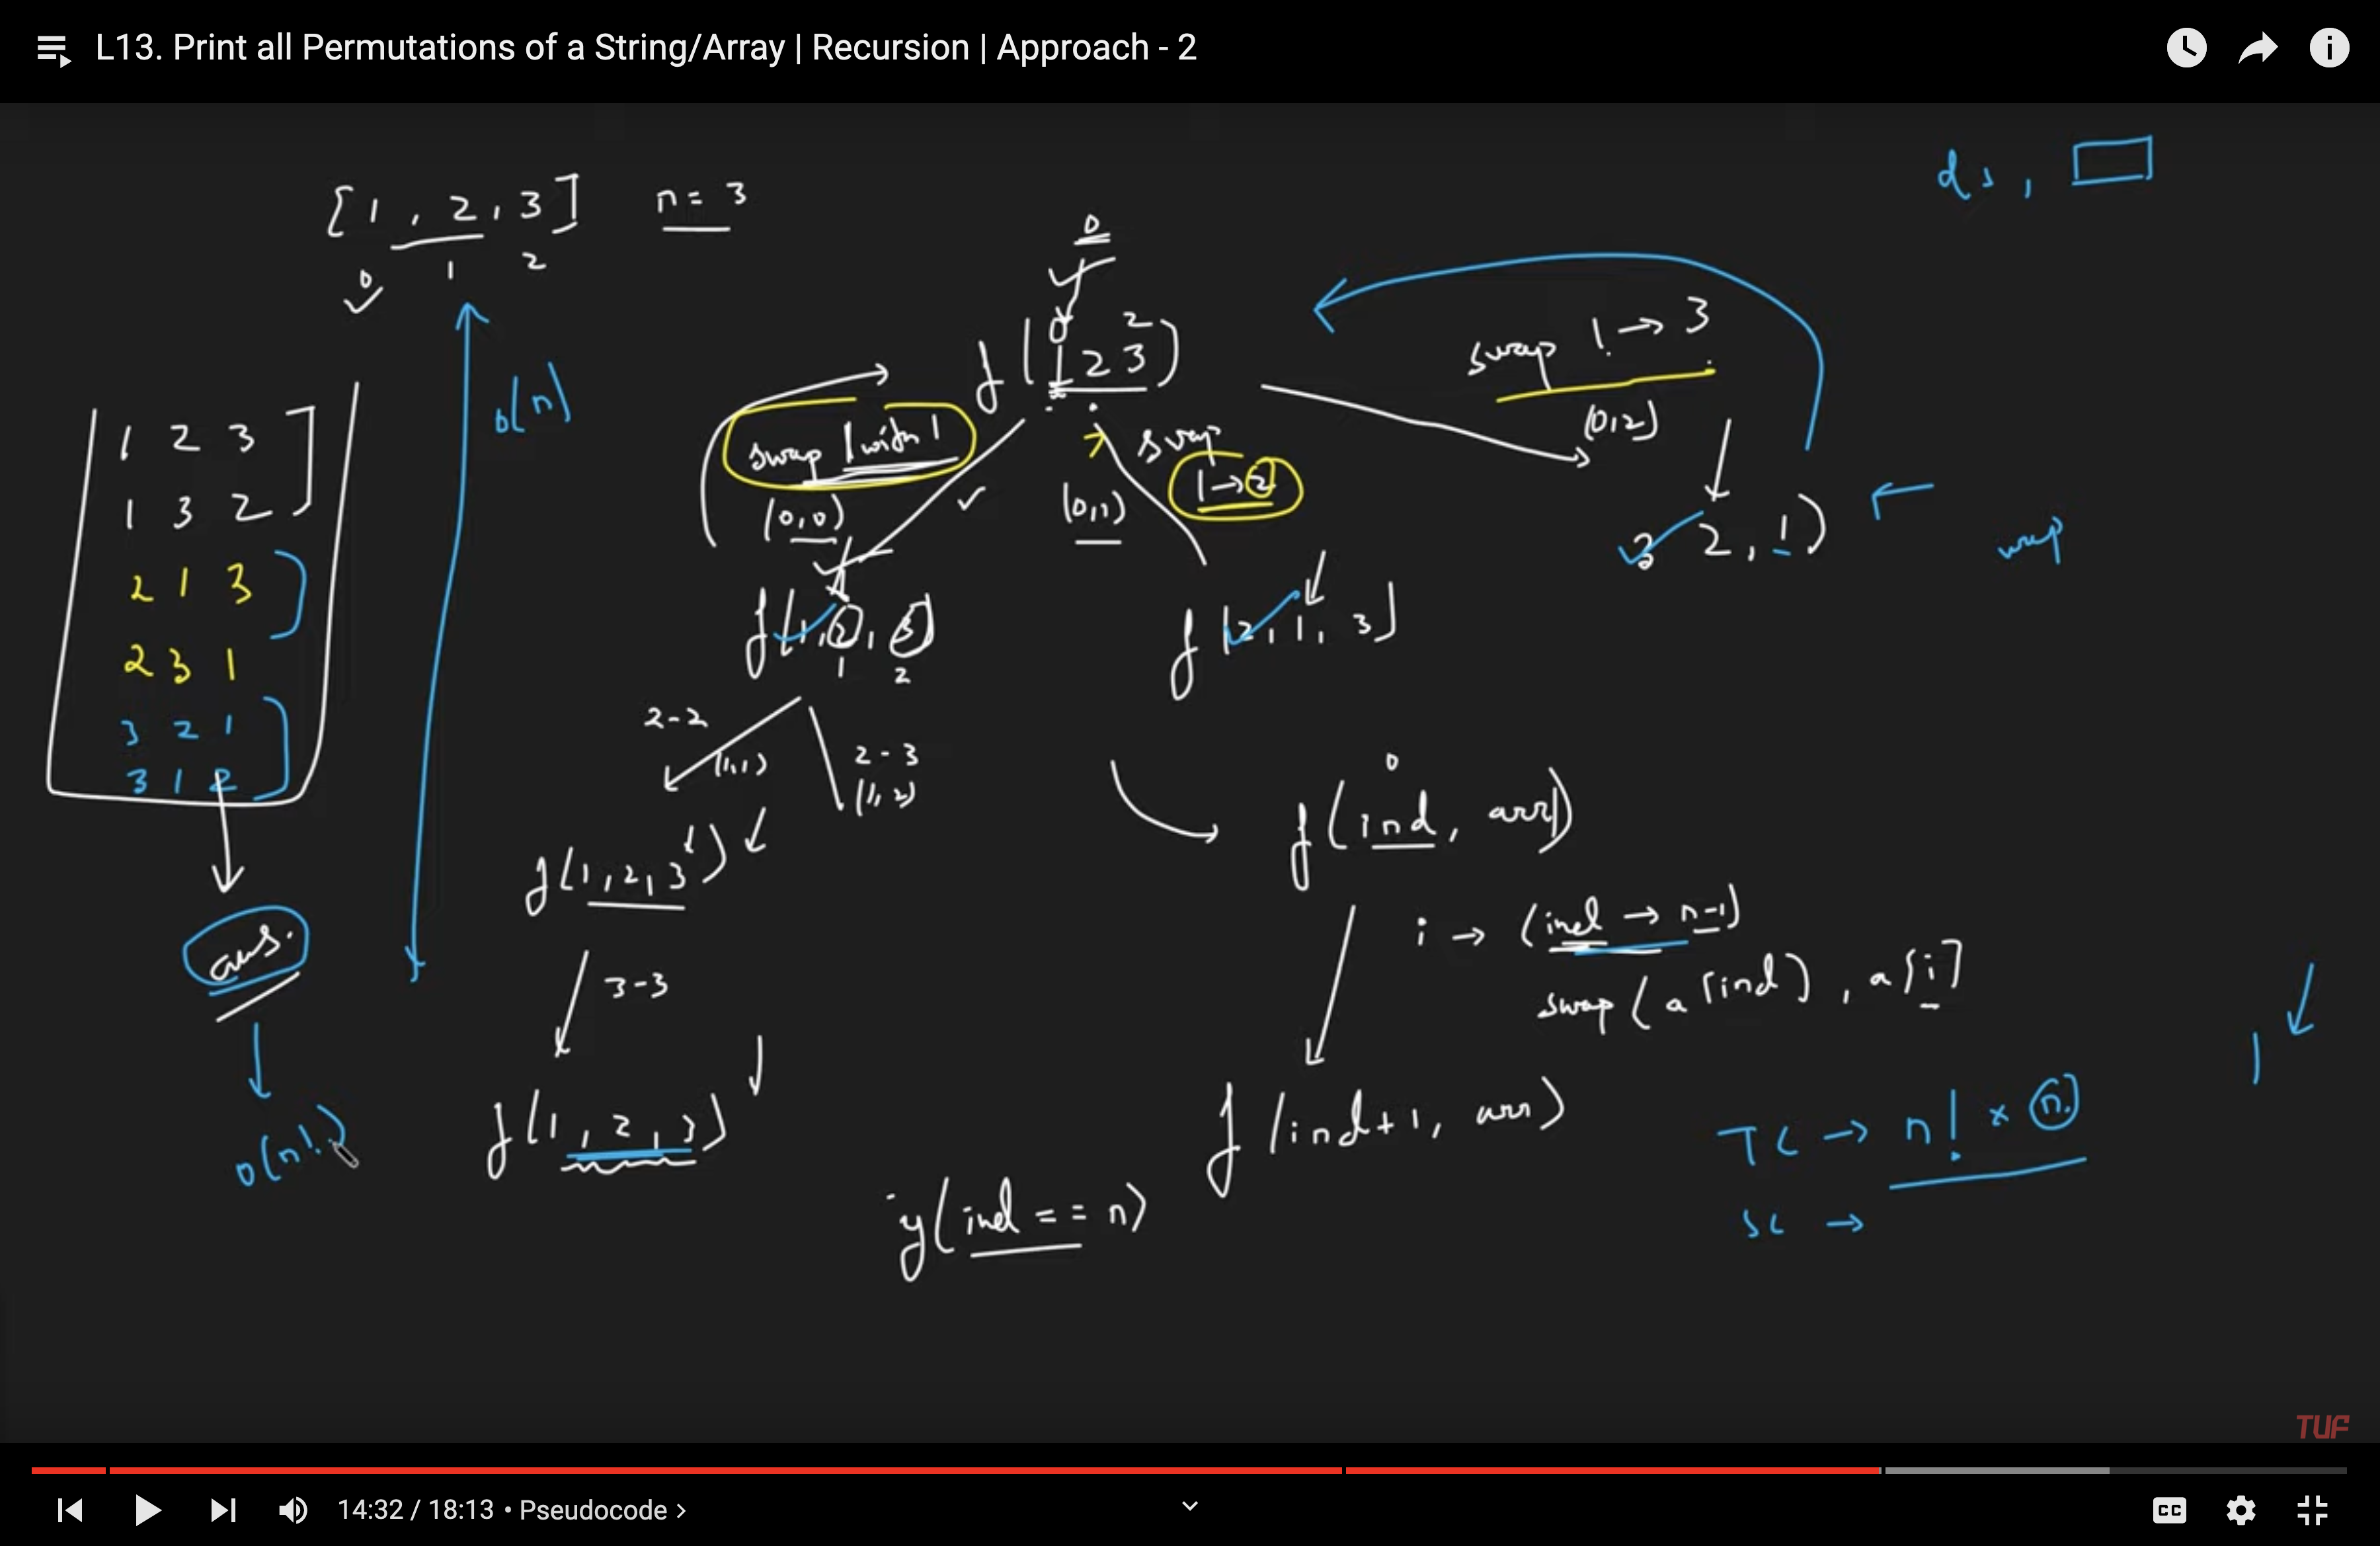 L13. Print all Permutations of a String/Array | Recursion | Approach - 2
ds,
[1, 2, 3] n = 3
0 1 2
0
0 2
f(1 2 3)
swap 1 → 3
(0,2)
O(n)
swap 1 with 1
(0,0)
swap
1 → 2
(0,1)
3 2, 1)
1 2 3
1 3 2
2 1 3
2 3 1
3 2 1
3 1 2
f(1, 2, 3)
1 2
f[2, 1, 3]
2-2
(1,1)
2-3
(1,2)
0
f(ind, arr)
f(1, 2, 3)
i → (ind → n-1)
swap(a[ind], a[i]
ans.
3-3
f(1, 2, 3)
f(ind+1, arr)
O(n!)
if(ind == n)
TC → n! × n
SC →
TUF
14:32 / 18:13 • Pseudocode >
CC